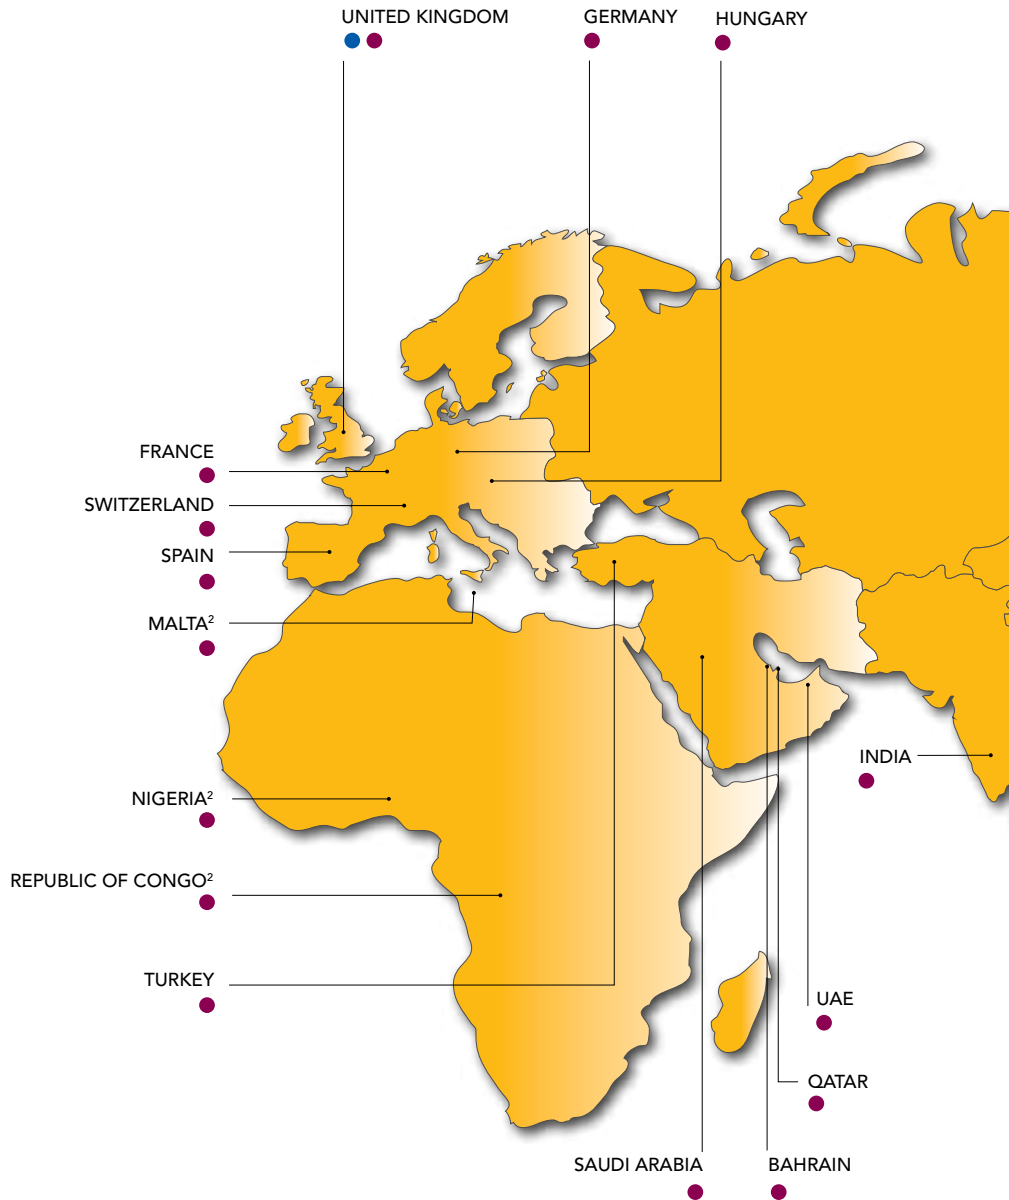 UNITED KINGDOM
GERMANY
HUNGARY
FRANCE
SWITZERLAND
SPAIN
MALTA²
INDIA
NIGERIA²
REPUBLIC OF CONGO²
TURKEY
UAE
QATAR
SAUDI ARABIA
BAHRAIN